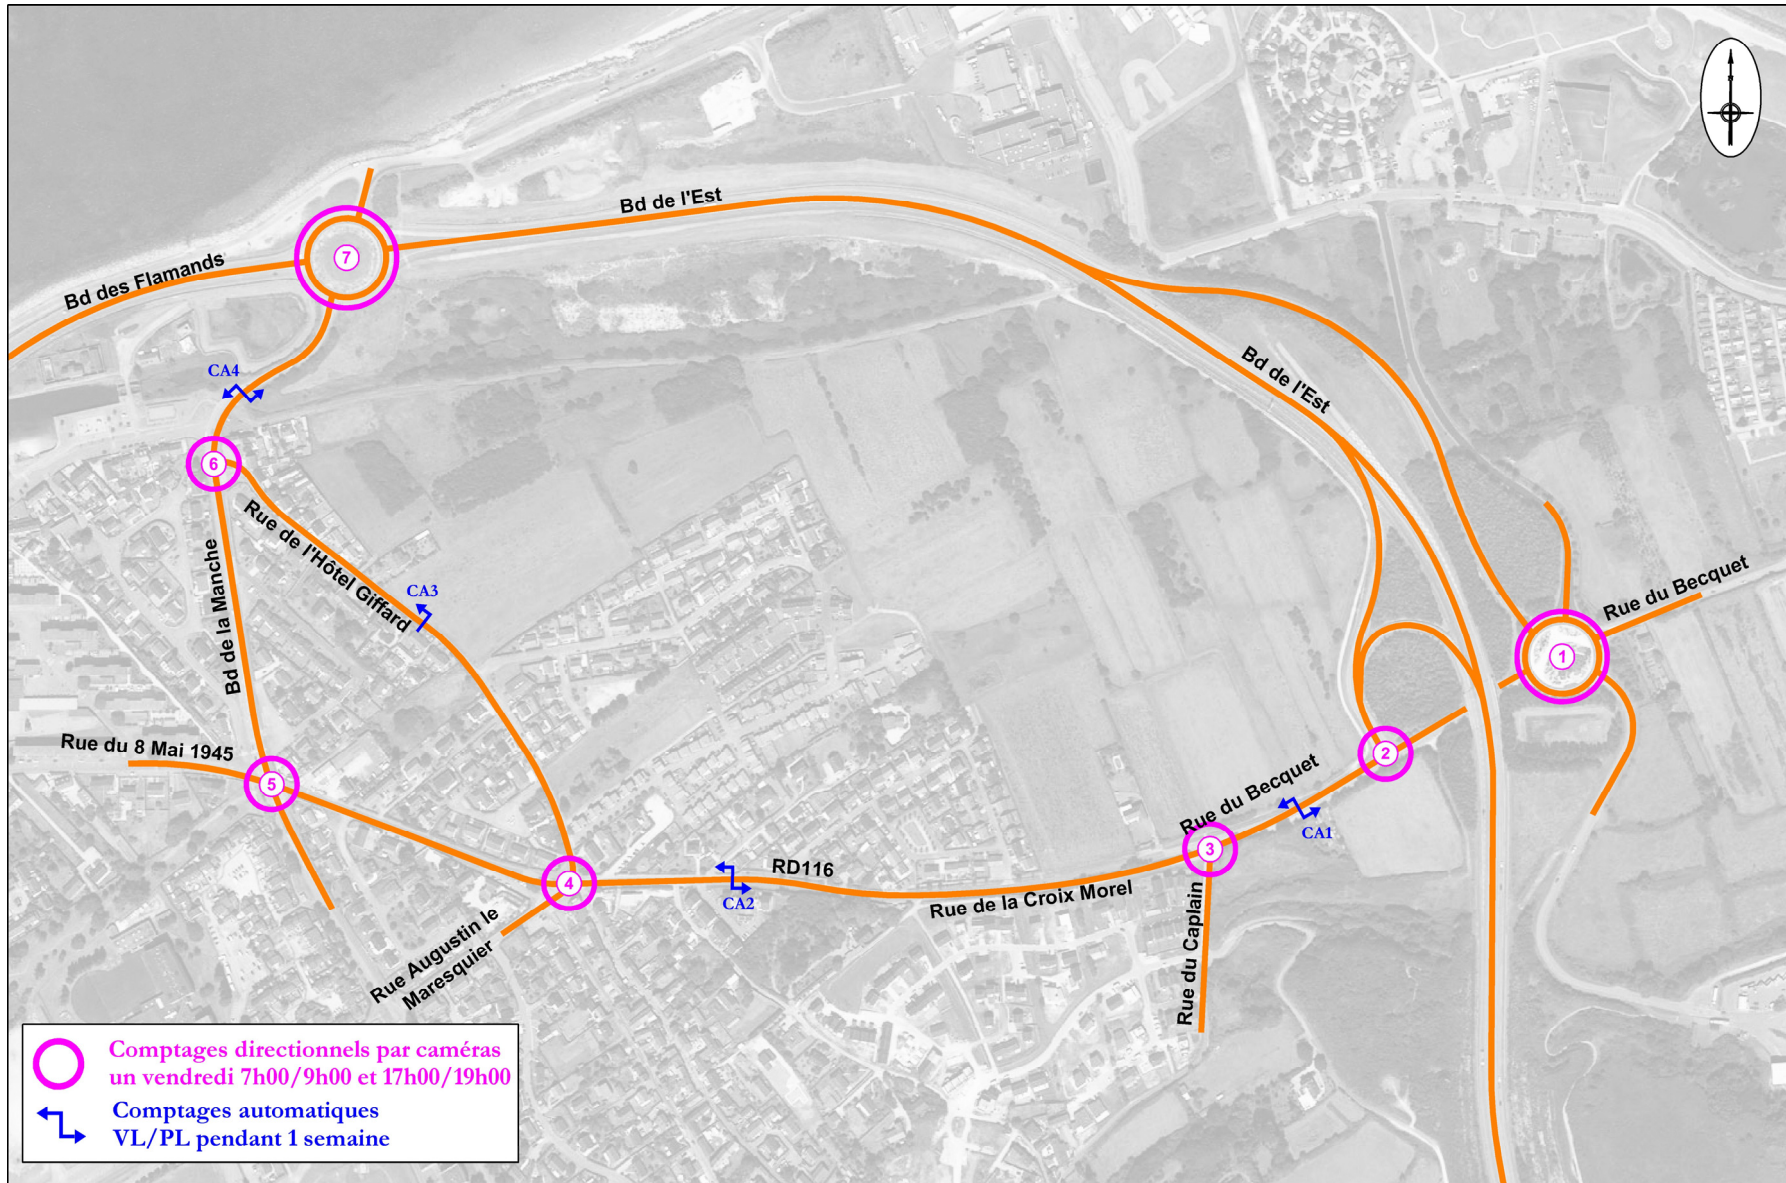 Bd de l'Est
Bd des Flamands
7
CA4
Bd de l'Est
6
Rue de l'Hôtel Giffard
CA3
Bd de la Manche
Rue du Becquet
1
Rue du 8 Mai 1945
5
2
Rue du Becquet
CA1
3
RD116
4
CA2
Rue de la Croix Morel
Rue du Caplain
Rue Augustin le
Maresquier
Comptages directionnels par caméras
un vendredi 7h00/9h00 et 17h00/19h00
Comptages automatiques
VL/PL pendant 1 semaine